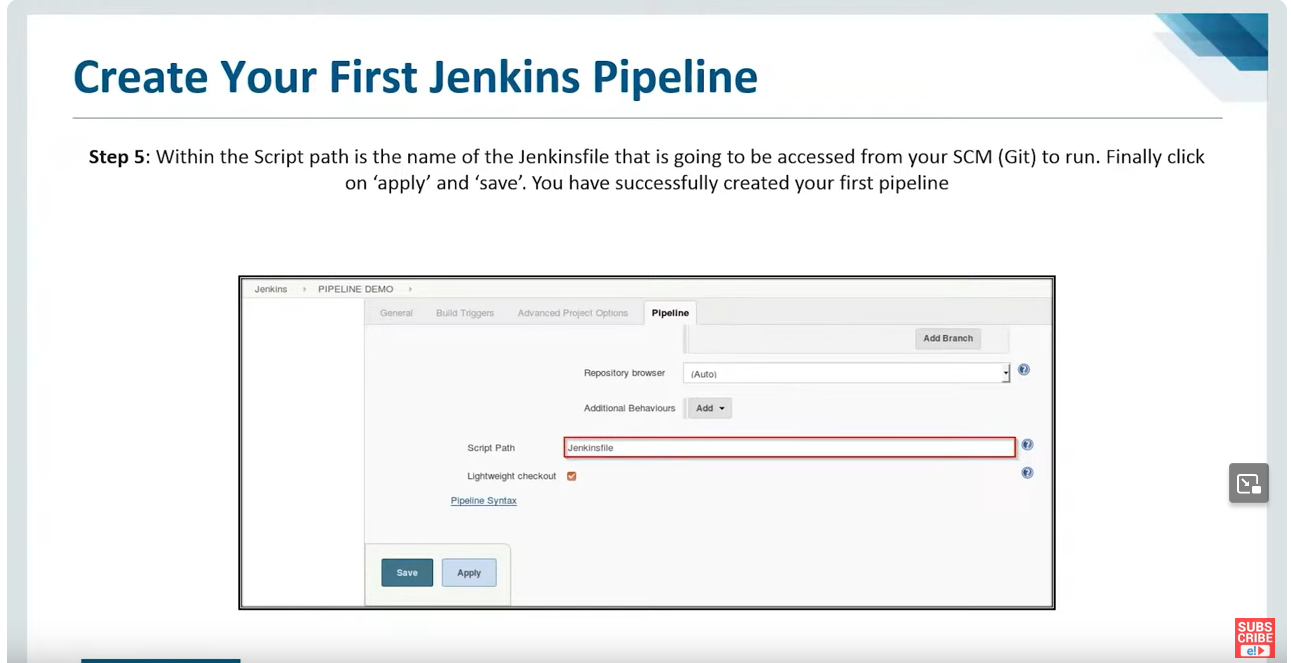 Create Your First Jenkins Pipeline
Step 5: Within the Script path is the name of the Jenkinsfile that is going to be accessed from your SCM (Git) to run. Finally click
on ‘apply’ and ‘save’. You have successfully created your first pipeline
Jenkins PIPELINE DEMO
General Build Triggers Advanced Project Options Pipeline
Add Branch
Repository browser (Auto)
Additional Behaviours Add
Script Path Jenkinsfile
Lightweight checkout
Pipeline Syntax
Save Apply
SUBS
CRIBE
e!